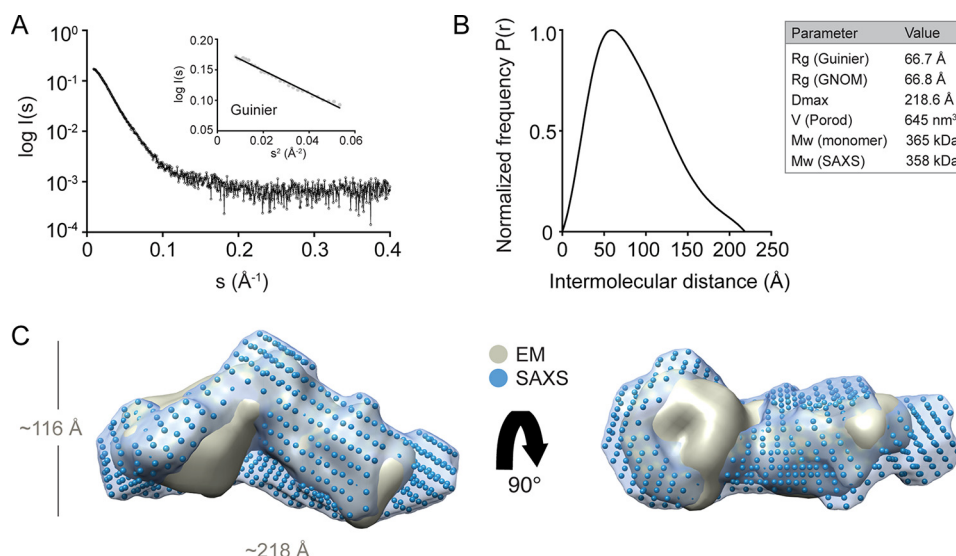 A
log I(s)
10⁰
10⁻¹
10⁻²
10⁻³
10⁻⁴
0
0.1
0.2
0.3
0.4
s (Å⁻¹)
log I(s)
0.20
0.15
0.10
0.05
0
0.02
0.04
0.06
s² (Å⁻²)
Guinier
B
Normalized frequency P(r)
1.0
0.5
0
0
50
100
150
200
250
Intermolecular distance (Å)
Parameter Value
Rg (Guinier) 66.7 Å
Rg (GNOM) 66.8 Å
Dmax 218.6 Å
V (Porod) 645 nm³
Mw (monomer) 365 kDa
Mw (SAXS) 358 kDa
C
~116 Å
~218 Å
EM
SAXS
90°